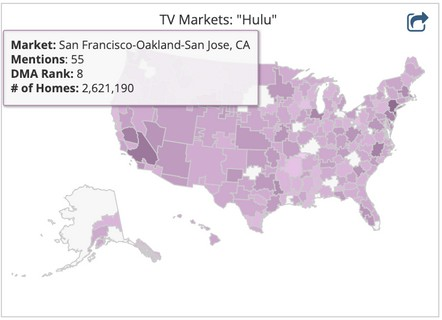 TV Markets: "Hulu"
Market: San Francisco-Oakland-San Jose, CA
Mentions: 55
DMA Rank: 8
# of Homes: 2,621,190